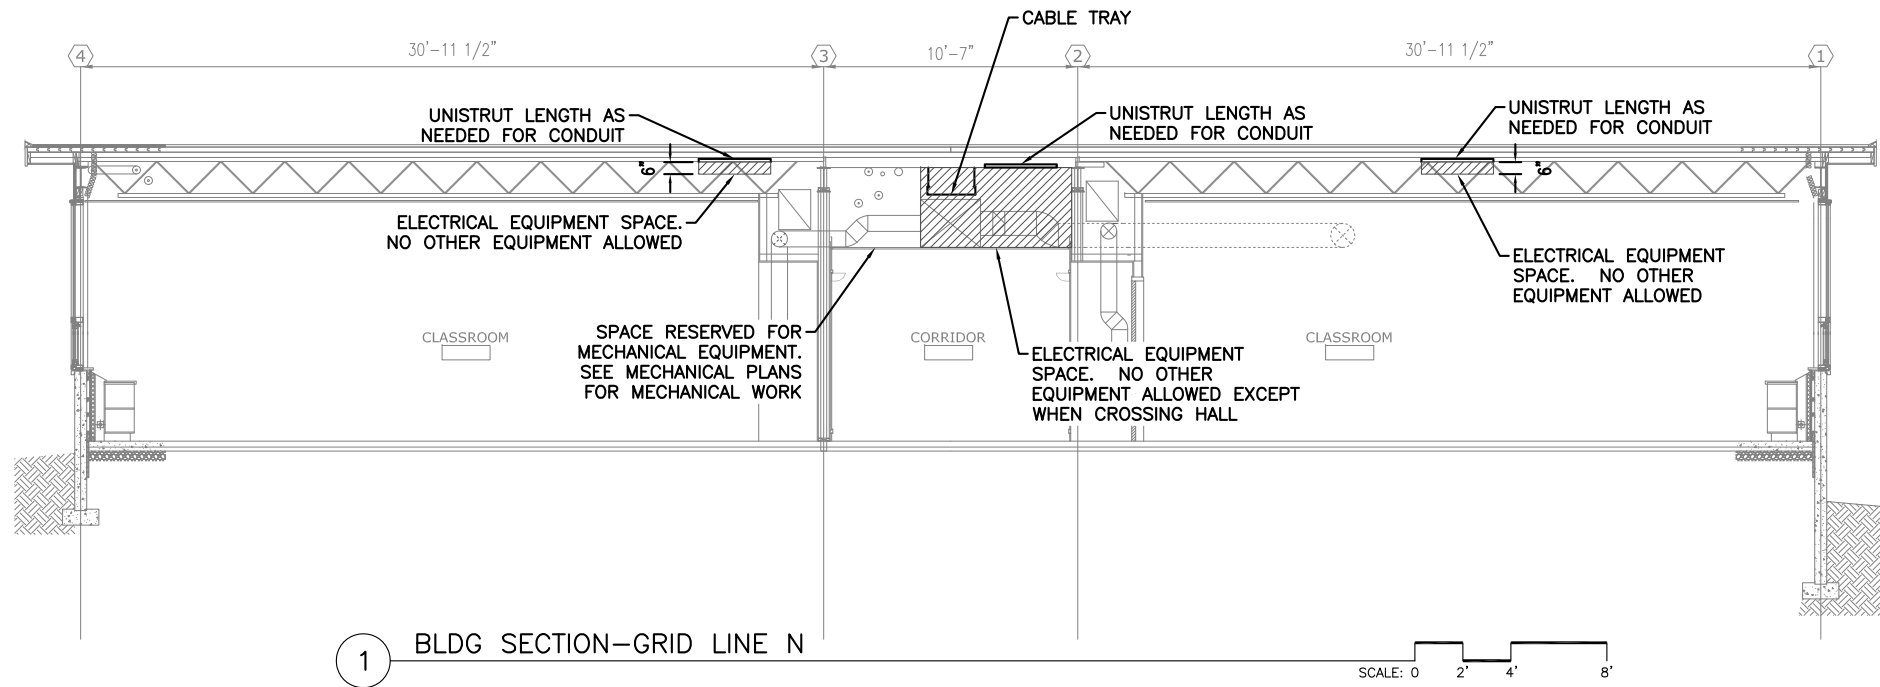 CABLE TRAY
4
30'-11 1/2"
3
10'-7"
2
30'-11 1/2"
1
UNISTRUT LENGTH AS
NEEDED FOR CONDUIT
UNISTRUT LENGTH AS
NEEDED FOR CONDUIT
UNISTRUT LENGTH AS
NEEDED FOR CONDUIT
6"
6"
ELECTRICAL EQUIPMENT SPACE.
NO OTHER EQUIPMENT ALLOWED
ELECTRICAL EQUIPMENT
SPACE. NO OTHER
EQUIPMENT ALLOWED
SPACE RESERVED FOR
MECHANICAL EQUIPMENT.
SEE MECHANICAL PLANS
FOR MECHANICAL WORK
CLASSROOM
CORRIDOR
CLASSROOM
ELECTRICAL EQUIPMENT
SPACE. NO OTHER
EQUIPMENT ALLOWED EXCEPT
WHEN CROSSING HALL
1
BLDG SECTION-GRID LINE N
SCALE: 0 2' 4' 8'